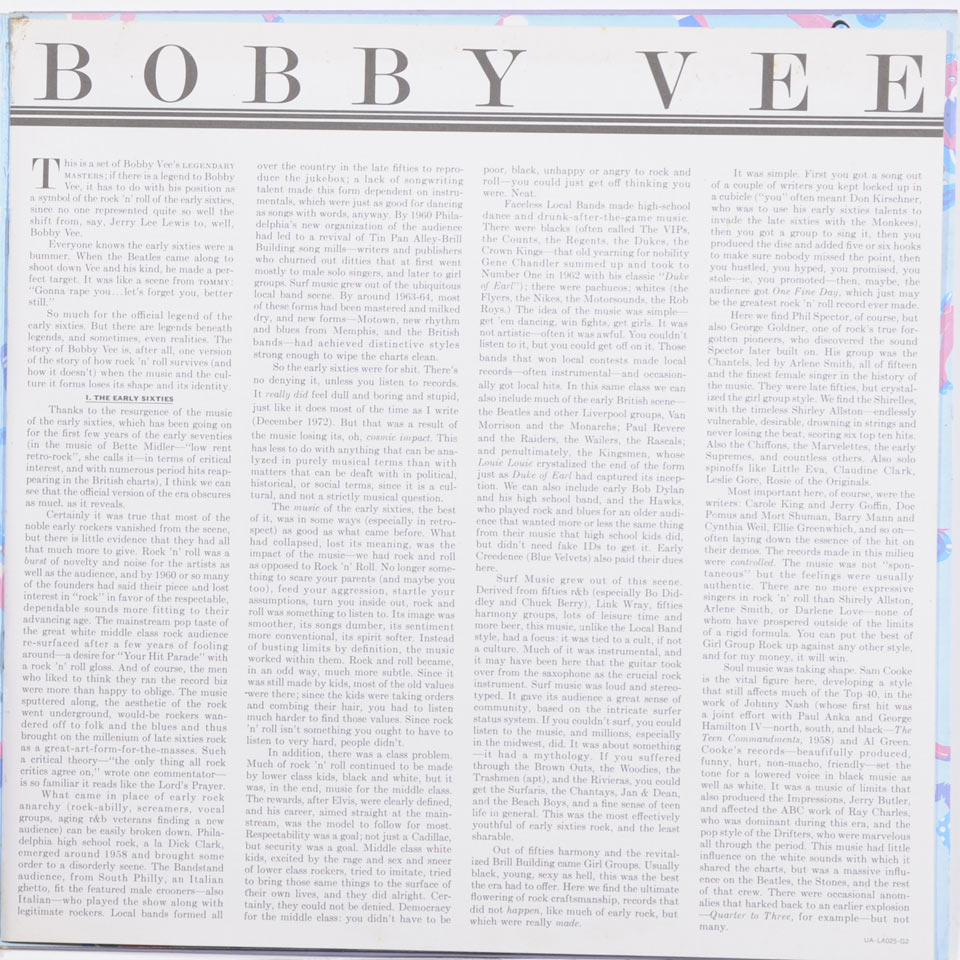 BOBBY VEE
This is a set of Bobby Vee's LEGENDARY
MASTERS; if there is a legend to Bobby
Vee, it has to do with his position as
a symbol of the rock 'n' roll of the early sixties,
since no one represented quite so well the
shift from, say, Jerry Lee Lewis to, well,
Bobby Vee.
Everyone knows the early sixties were a
bummer. When the Beatles came along to
shoot down Vee and his kind, he made a per-
fect target. It was like a scene from TOMMY:
"Gonna rape you...let's forget you, better
still."
So much for the official legend of the
early sixties. But there are legends beneath
legends, and sometimes, even realities. The
story of Bobby Vee is, after all, one version
of the story of how rock 'n' roll survives (and
how it doesn't) when the music and the cul-
ture it forms loses its shape and its identity.
I. THE EARLY SIXTIES
Thanks to the resurgence of the music
of the early sixties, which has been going on
for the first few years of the early seventies
(in the music of Bette Midler—"low rent
retro-rock", she calls it—in terms of critical
interest, and with numerous period hits reap-
pearing in the British charts), I think we can
see that the official version of the era obscures
as much, as it reveals.
Certainly it was true that most of the
noble early rockers vanished from the scene,
but there is little evidence that they had all
that much more to give. Rock 'n' roll was a
burst of novelty and noise for the artists as
well as the audience, and by 1960 or so many
of the founders had said their piece and lost
interest in "rock" in favor of the respectable,
dependable sounds more fitting to their
advancing age. The mainstream pop taste of
the great white middle class rock audience
re-surfaced after a few years of fooling
around—a desire for "Your Hit Parade" with
a rock 'n' roll gloss. And of course, the men
who liked to think they ran the record biz
were more than happy to oblige. The music
sputtered along, the aesthetic of the rock
went underground, would-be rockers wan-
dered off to folk and the blues and thus
brought on the millenium of late sixties rock
as a great-art-form-for-the-masses. Such
a critical theory—"the only thing all rock
critics agree on," wrote one commentator—
is so familiar it reads like the Lord's Prayer.
What came in place of early rock
anarchy (rock-abilly, screamers, vocal
groups, aging r&b veterans finding a new
audience) can be easily broken down. Phila-
delphia high school rock, a la Dick Clark,
emerged around 1958 and brought some
order to a disorderly scene. The Bandstand
audience, from South Philly, an Italian
ghetto, fit the featured male crooners—also
Italian—who played the show along with
legitimate rockers. Local bands formed all
over the country in the late fifties to repro-
duce the jukebox; a lack of songwriting
talent made this form dependent on instru-
mentals, which were just as good for dancing
as songs with words, anyway. By 1960 Phila-
delphia's new organization of the audience
had led to a revival of Tin Pan Alley-Brill
Building song mills—writers and publishers
who churned out ditties that at first went
mostly to male solo singers, and later to girl
groups. Surf music grew out of the ubiquitous
local band scene. By around 1963-64, most
of these forms had been mastered and milked
dry, and new forms—Motown, new rhythm
and blues from Memphis, and the British
bands—had achieved distinctive styles
strong enough to wipe the charts clean.
So the early sixties were for shit. There's
no denying it, unless you listen to records.
It really did feel dull and boring and stupid,
just like it does most of the time as I write
(December 1972). But that was a result of
the music losing its, oh, cosmic impact. This
has less to do with anything that can be ana-
lyzed in purely musical terms than with
matters that can be dealt with in political,
historical, or social terms, since it is a cul-
tural, and not a strictly musical question.
The music of the early sixties, the best
of it, was in some ways (especially in retro-
spect) as good as what came before. What
had collapsed, lost its meaning, was the
impact of the music—we had rock and roll
as opposed to Rock 'n' Roll. No longer some-
thing to scare your parents (and maybe you
too), feed your aggression, startle your
assumptions, turn you inside out, rock and
roll was something to listen to. Its image was
smoother, its songs dumber, its sentiment
more conventional, its spirit softer. Instead
of busting limits by definition, the music
worked within them. Rock and roll became,
in an odd way, much more subtle. Since it
was still made by kids, most of the old values
were there; since the kids were taking orders
and combing their hair, you had to listen
much harder to find those values. Since rock
'n' roll isn't something you ought to have to
listen to very hard, people didn't.
In addition, there was a class problem.
Much of rock 'n' roll continued to be made
by lower class kids, black and white, but it
was, in the end, music for the middle class.
The rewards, after Elvis, were clearly defined,
and his career, aimed straight at the main-
stream, was the model to follow for most.
Respectability was a goal; not just a Cadillac,
but security was a goal. Middle class white
kids, excited by the rage and sex and sneer
of lower class rockers, tried to imitate, tried
to bring those same things to the surface of
their own lives, and they did alright. Cer-
tainly, they could not be denied. Democracy
for the middle class: you didn't have to be
poor, black, unhappy or angry to rock and
roll—you could just get off thinking you
were. Neat.
Faceless Local Bands made high-school
dance and drunk-after-the-game music.
There were blacks (often called The VIPs,
the Counts, the Regents, the Dukes, the
Crown Kings—that old yearning for nobility
Gene Chandler summed up and took to
Number One in 1962 with his classic "Duke
of Earl"); there were pachucos; whites (the
Flyers, the Nikes, the Motorsounds, the Rob
Roys.) The idea of the music was simple—
get 'em dancing, win fights, get girls. It was
not artistic—often it was awful. You couldn't
listen to it, but you could get off on it. Those
bands that won local contests made local
records—often instrumental—and occasion-
ally got local hits. In this same class we can
also include much of the early British scene—
the Beatles and other Liverpool groups, Van
Morrison and the Monarchs; Paul Revere
and the Raiders, the Wailers, the Rascals;
and penultimately, the Kingsmen, whose
Louie Louie crystalized the end of the form
just as Duke of Earl had captured its incep-
tion. We can also include early Bob Dylan
and his high school band, and the Hawks,
who played rock and blues for an older audi-
ence that wanted more or less the same thing
from their music that high school kids did,
but didn't need fake IDs to get it. Early
Creedence (Blue Velvets) also paid their dues
here.
Surf Music grew out of this scene.
Derived from fifties r&b (especially Bo Did-
dley and Chuck Berry), Link Wray, fifties
harmony groups, lots of leisure time and
more beer, this music, unlike the Local Band
style, had a focus: it was tied to a cult, if not
a culture. Much of it was instrumental, and
it may have been here that the guitar took
over from the saxophone as the crucial rock
instrument. Surf music was loud and stereo-
typed. It gave its audience a great sense of
community, based on the intricate surfer
status system. If you couldn't surf, you could
listen to the music, and millions, especially
in the midwest, did. It was about something
—it had a mythology. If you suffered
through the Brown Outs, the Woodies, the
Trashmen (apt), and the Rivieras, you could
get the Surfaris, the Chantays, Jan & Dean,
and the Beach Boys, and a fine sense of teen
life in general. This was the most effectively
youthful of early sixties rock, and the least
sharable.
Out of fifties harmony and the revital-
ized Brill Building came Girl Groups. Usually
black, young, sexy as hell, this was the best
the era had to offer. Here we find the ultimate
flowering of rock craftsmanship, records that
did not happen, like much of early rock, but
which were really made.
It was simple. First you got a song out
of a couple of writers you kept locked up in
a cubicle ("you" often meant Don Kirschner,
who was to use his early sixties talents to
invade the late sixties with the Monkees),
then you got a group to sing it, then you
produced the disc and added five or six hooks
to make sure nobody missed the point, then
you hustled, you hyped, you promised, you
stole—ie, you promoted—then, maybe, the
audience got One Fine Day, which just may
be the greatest rock 'n' roll record ever made.
Here we find Phil Spector, of course, but
also George Goldner, one of rock's true for-
gotten pioneers, who discovered the sound
Spector later built on. His group was the
Chantels, led by Arlene Smith, all of fifteen
and the finest female singer in the history of
the music. They were late fifties, but crystal-
ized the girl group style. We find the Shirelles,
with the timeless Shirley Allston—endlessly
vulnerable, desirable, drowning in strings and
never losing the beat, scoring six top ten hits.
Also the Chiffons, the Marvelettes, the early
Supremes, and countless others. Also solo
spinoffs like Little Eva, Claudine Clark,
Leslie Gore, Rosie of the Originals.
Most important here, of course, were the
writers: Carole King and Jerry Goffin, Doc
Pomus and Mort Shuman, Barry Mann and
Cynthia Weil, Ellie Greenwhich, and so on—
often laying down the essence of the hit on
their demos. The records made in this milieu
were controlled. The music was not "spon-
taneous" but the feelings were usually
authentic. There are no more expressive
singers in rock 'n' roll than Shirely Allston,
Arlene Smith, or Darlene Love—none of
whom have prospered outside of the limits
of a rigid formula. You can put the best of
Girl Group Rock up against any other style,
and for my money, it will win.
Soul music was taking shape. Sam Cooke
is the vital figure here, developing a style
that still affects much of the Top 40, in the
work of Johnny Nash (whose first hit was
a joint effort with Paul Anka and George
Hamilton IV—north, south, and black—The
Teen Commandments, 1958) and Al Green.
Cooke's records—beaufifully produced,
funny, hurt, non-macho, friendly—set the
tone for a lowered voice in black music as
well as white. It was a music of limits that
also produced the Impressions, Jerry Butler,
and affected the ABC work of Ray Charles,
who was dominant during this era, and the
pop style of the Drifters, who were marvelous
all through the period. This music had little
influence on the white sounds with which it
shared the charts, but was a massive influ-
ence on the Beatles, the Stones, and the rest
of that crew. There were occasional anom-
alies that harked back to an earlier explosion
—Quarter to Three, for example—but not
many.
UA-LA025-G2